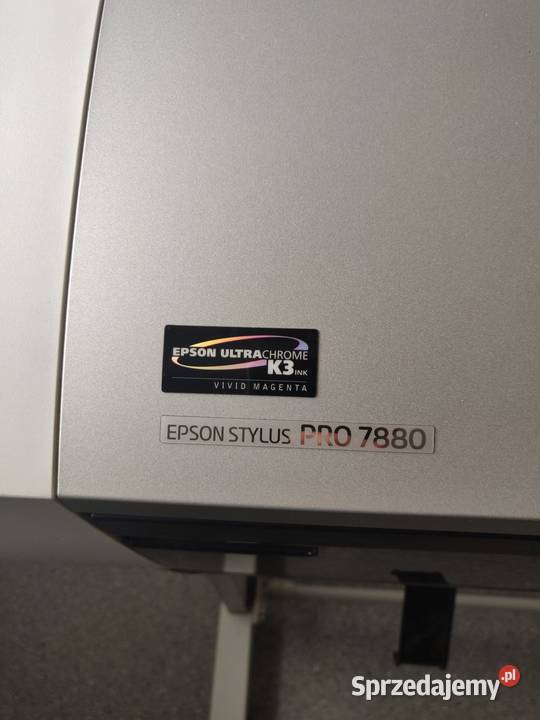 EPSON ULTRACHROME
K3 INK
VIVID MAGENTA
EPSON STYLUS PRO 7880
Sprzedajemy.pl